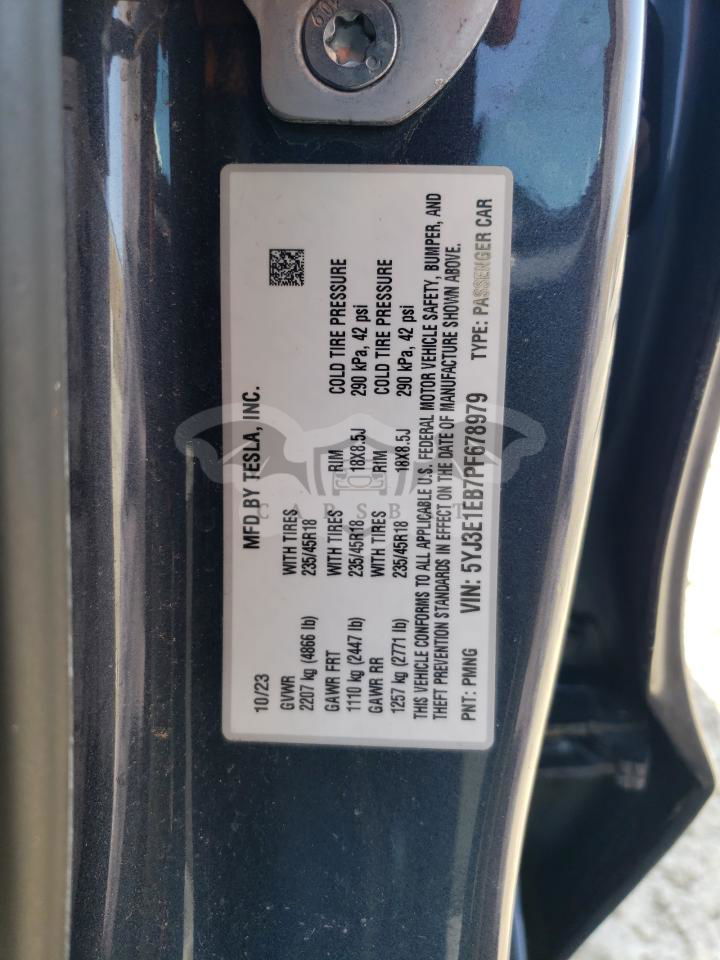 MFD BY TESLA, INC.
10/23
GVWR WITH TIRES
2207 kg (4866 lb) 235/45R18
GAWR FRT WITH TIRES RIM COLD TIRE PRESSURE
1110 kg (2447 lb) 235/45R18 18X8.5J 290 kPa, 42 psi
GAWR RR WITH TIRES RIM COLD TIRE PRESSURE
1257 kg (2771 lb) 235/45R18 18X8.5J 290 kPa, 42 psi
THIS VEHICLE CONFORMS TO ALL APPLICABLE U.S. FEDERAL MOTOR VEHICLE SAFETY, BUMPER, AND
THEFT PREVENTION STANDARDS IN EFFECT ON THE DATE OF MANUFACTURE SHOWN ABOVE.
PNT: PMNG VIN: 5YJ3E1EB7PF678979 TYPE: PASSENGER CAR